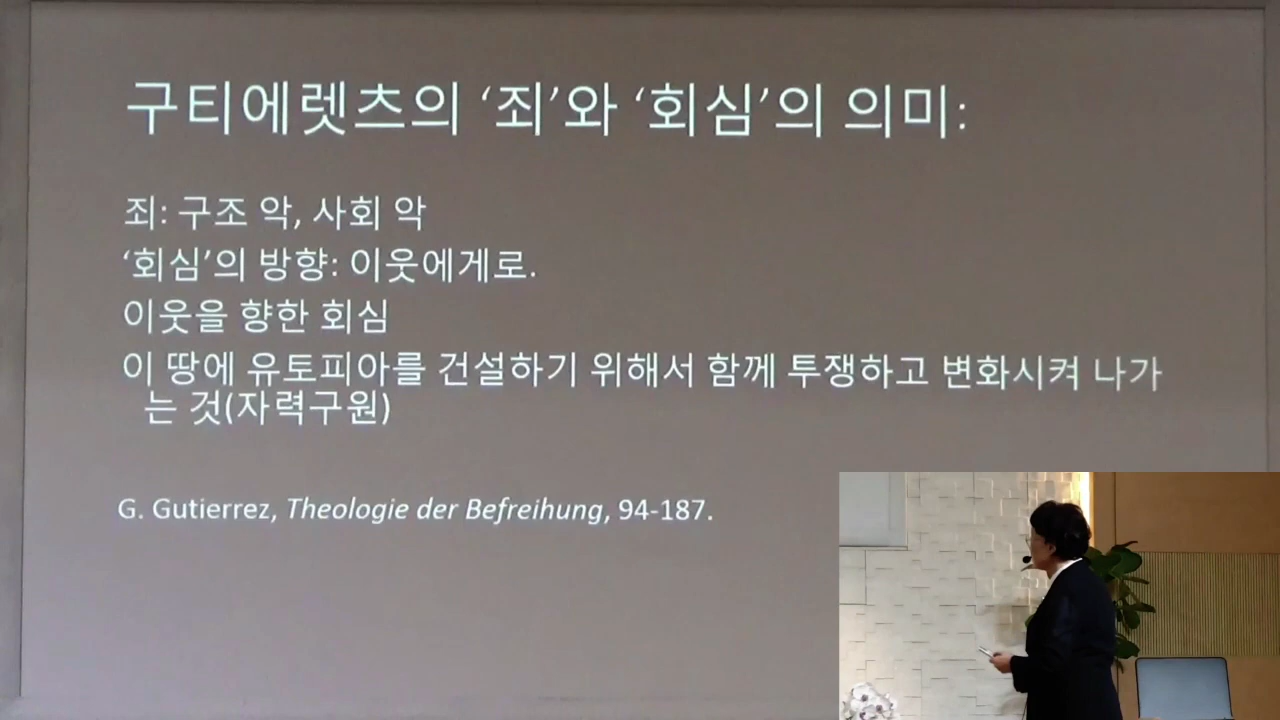 구티에렛츠의 ‘죄’와 ‘회심’의 의미:
죄: 구조 악, 사회 악
‘회심’의 방향: 이웃에게로.
이웃을 향한 회심
이 땅에 유토피아를 건설하기 위해서 함께 투쟁하고 변화시켜 나가
는 것(자력구원)
G. Gutierrez, Theologie der Befreihung, 94-187.